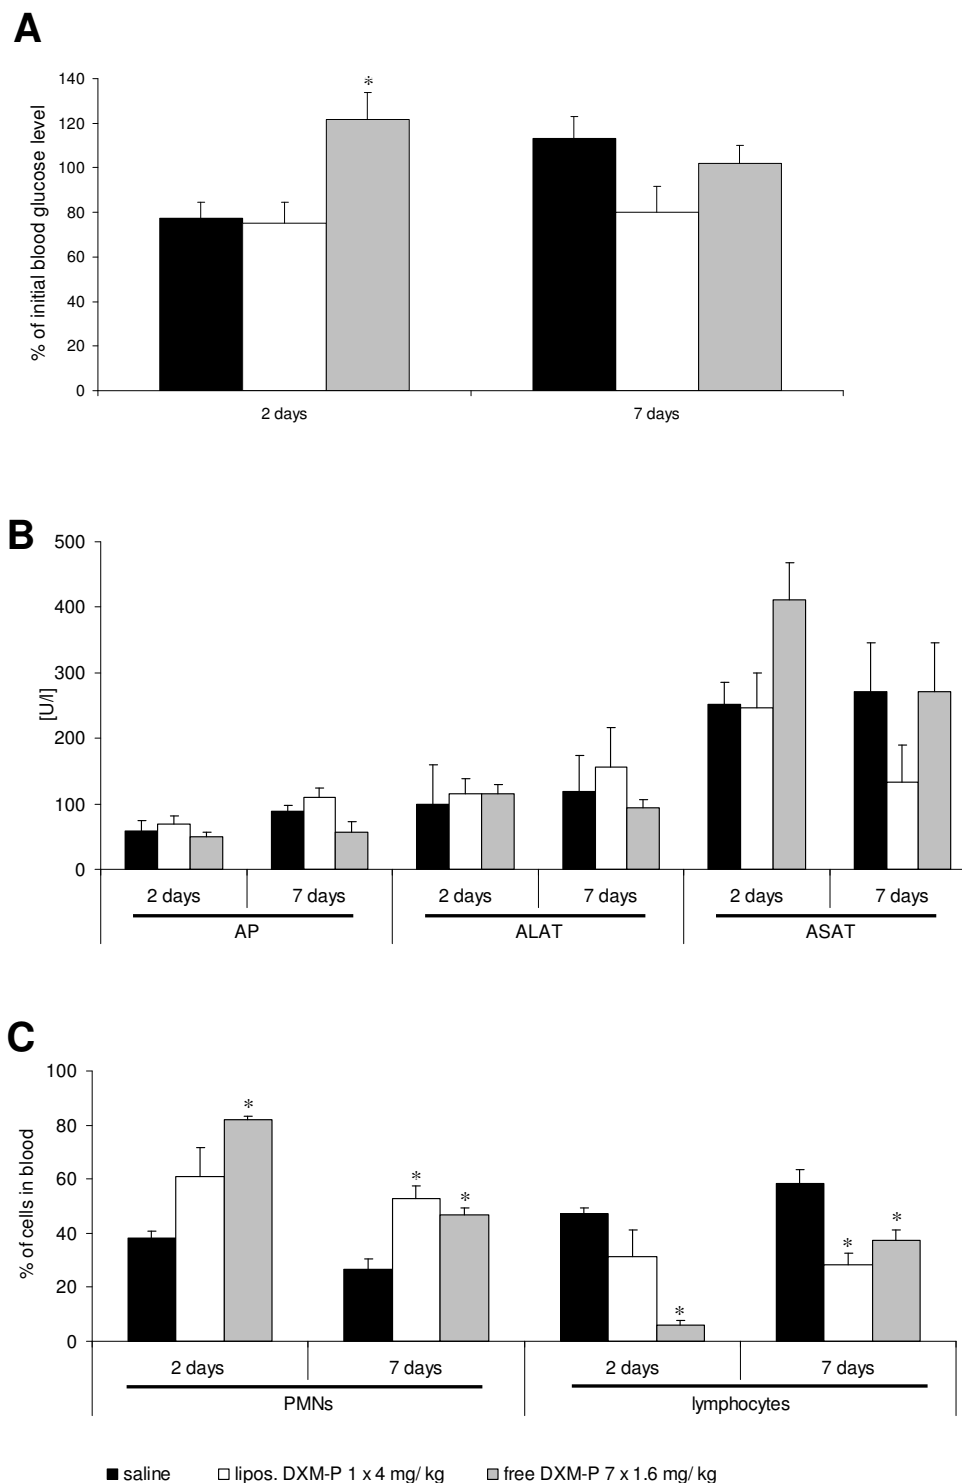 A
% of initial blood glucose level
140
*
120
100
80
60
40
20
0
2 days 7 days
B
[U/l]
500
400
300
200
100
0
2 days 7 days 2 days 7 days 2 days 7 days
AP ALAT ASAT
C
% of cells in blood
100
*
80
60
* *
40
*
*
20
*
0
2 days 7 days 2 days 7 days
PMNs lymphocytes
saline lipos. DXM-P 1 x 4 mg/ kg free DXM-P 7 x 1.6 mg/ kg